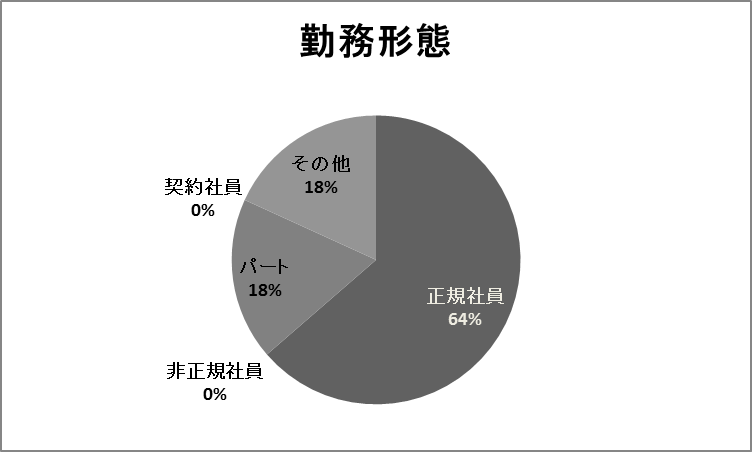 勤務形態
その他
18%
契約社員
0%
パート
18%
正規社員
64%
非正規社員
0%